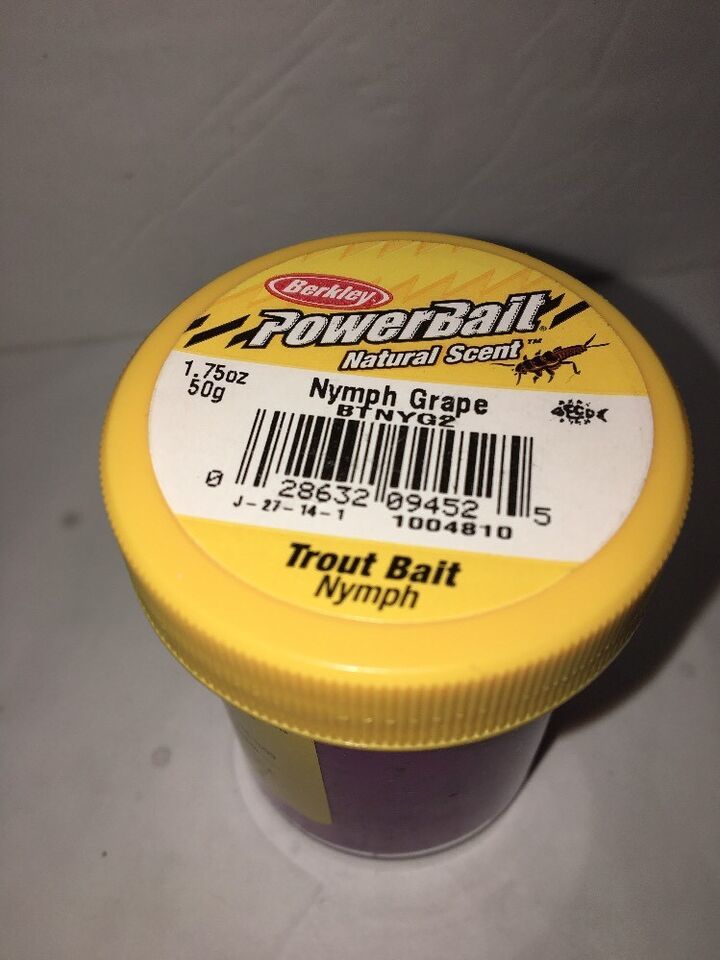 Berkley
PowerBait®
Natural Scent™
1.75oz
50g
Nymph Grape
BTNYG2
0 28632 09452 5
J-27-14-1
1004810
Trout Bait
Nymph